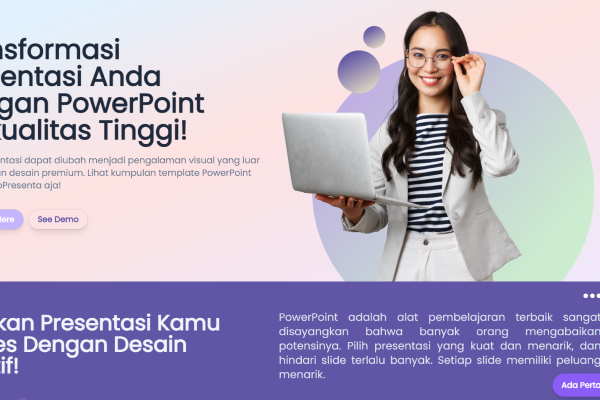 nsformasi
entasi Anda
gan PowerPoint
kualitas Tinggi!
entasi dapat diubah menjadi pengalaman visual yang luar
n desain premium. Lihat kumpulan template PowerPoint
oPresenta aja!
Here
See Demo
kan Presentasi Kamu
es Dengan Desain
if!
PowerPoint adalah alat pembelajaran terbaik sangat
disayangkan bahwa banyak orang mengabaikan
potensinya. Pilih presentasi yang kuat dan menarik, dan
hindari slide terlalu banyak. Setiap slide memiliki peluang
menarik.
Ada Perta